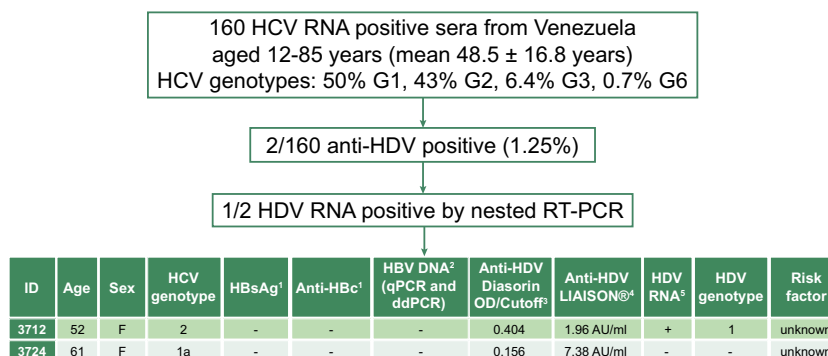 160 HCV RNA positive sera from Venezuela
aged 12-85 years (mean 48.5 ± 16.8 years)
HCV genotypes: 50% G1, 43% G2, 6.4% G3, 0.7% G6
2/160 anti-HDV positive (1.25%)
1/2 HDV RNA positive by nested RT-PCR
ID Age Sex HCV genotype HBsAg¹ Anti-HBc¹ HBV DNA² (qPCR and ddPCR) Anti-HDV Diasorin OD/Cutoff³ Anti-HDV LIAISON®⁴ HDV RNA⁵ HDV genotype Risk factor
3712 52 F 2 - - - 0.404 1.96 AU/ml + 1 unknown
3724 61 F 1a - - - 0.156 7.38 AU/ml - - unknown